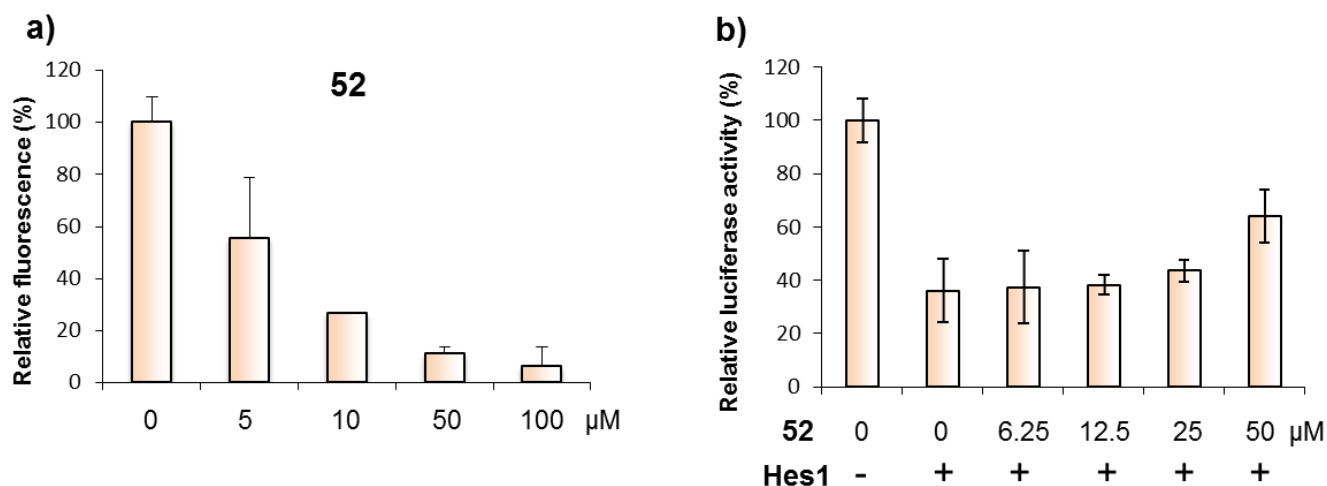 a)
52
Relative fluorescence (%)
120
100
80
60
40
20
0
0 5 10 50 100 µM
b)
Relative luciferase activity (%)
120
100
80
60
40
20
0
52 0 0 6.25 12.5 25 50 µM
Hes1 - + + + + +